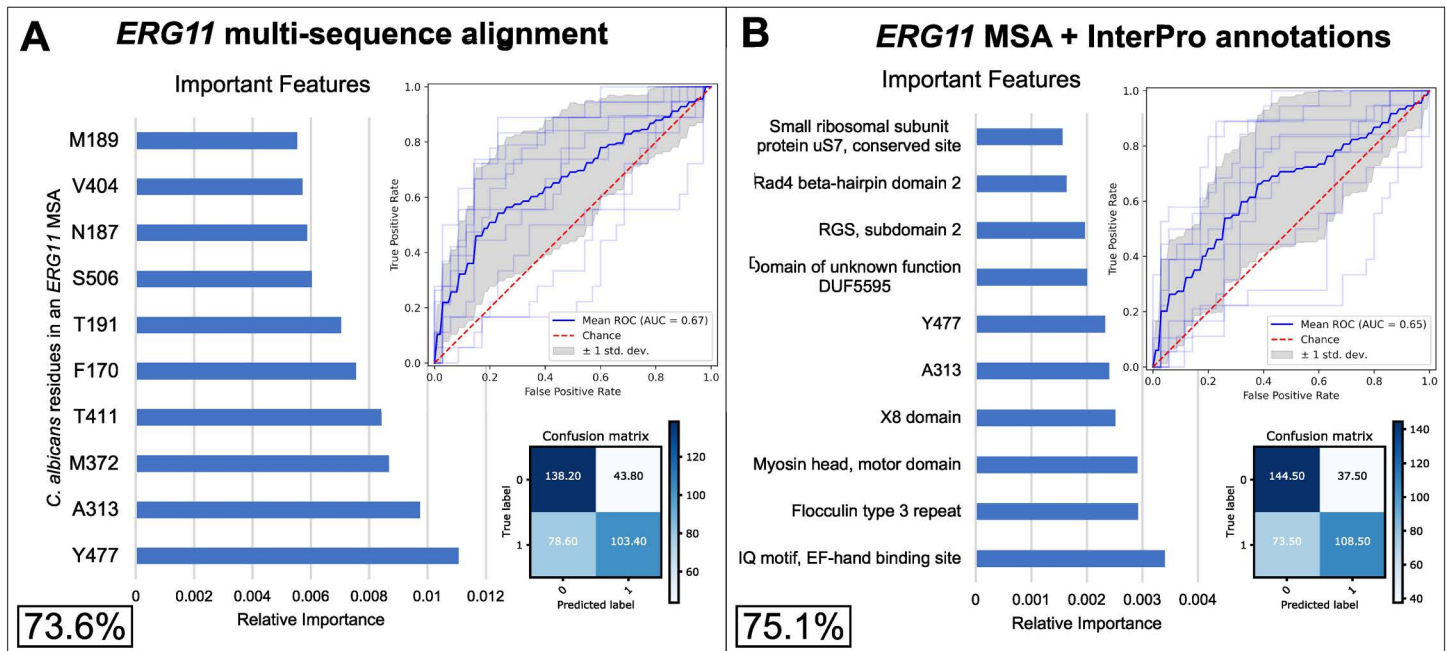 A
ERG11 multi-sequence alignment
Important Features
C. albicans residues in an ERG11 MSA
M189
V404
N187
S506
T191
F170
T411
M372
A313
Y477
0 0.002 0.004 0.006 0.008 0.01 0.012
Relative Importance
73.6%
True Positive Rate
1.0
0.8
0.6
0.4
0.2
0.0
Mean ROC (AUC = 0.67)
Chance
± 1 std. dev.
0.0 0.2 0.4 0.6 0.8 1.0
False Positive Rate
Confusion matrix
True label
0
1
138.20 43.80
78.60 103.40
0 1
Predicted label
120
100
80
60
B
ERG11 MSA + InterPro annotations
Important Features
Small ribosomal subunit
protein uS7, conserved site
Rad4 beta-hairpin domain 2
RGS, subdomain 2
Domain of unknown function
DUF5595
Y477
A313
X8 domain
Myosin head, motor domain
Flocculin type 3 repeat
IQ motif, EF-hand binding site
0 0.001 0.002 0.003 0.004
Relative Importance
75.1%
True Positive Rate
1.0
0.8
0.6
0.4
0.2
0.0
Mean ROC (AUC = 0.65)
Chance
± 1 std. dev.
0.0 0.2 0.4 0.6 0.8 1.0
False Positive Rate
Confusion matrix
True label
0
1
144.50 37.50
73.50 108.50
0 1
Predicted label
140
120
100
80
60
40